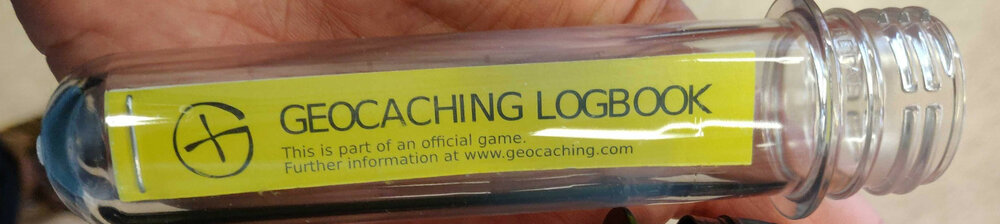 GEOCACHING LOGBOOK
This is part of an official game.
Further information at www.geocaching.com